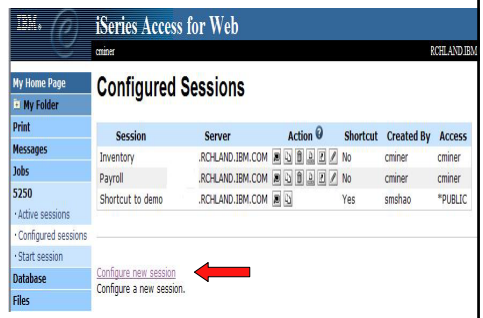 IBM.
iSeries Access for Web
cminer RCHLAND.IBM
My Home Page
My Folder
Print
Messages
Jobs
5250
• Active sessions
• Configured sessions
• Start session
Database
Files
Configured Sessions
Session Server Action Shortcut Created By Access
Inventory .RCHLAND.IBM.COM No cminer cminer
Payroll .RCHLAND.IBM.COM No cminer cminer
Shortcut to demo .RCHLAND.IBM.COM Yes smshao *PUBLIC
Configure new session
Configure a new session.